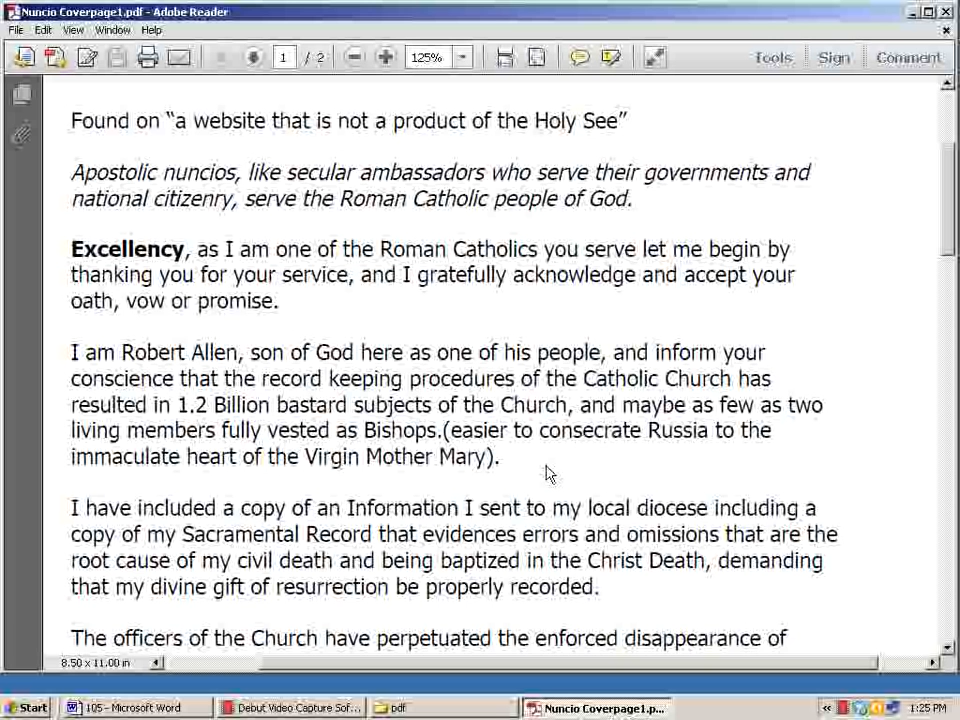 Nuncio Coverpage1.pdf - Adobe Reader
File Edit View Window Help
1 / 2 125% Tools Sign Comment
Found on “a website that is not a product of the Holy See”
Apostolic nuncios, like secular ambassadors who serve their governments and
national citizenry, serve the Roman Catholic people of God.
Excellency, as I am one of the Roman Catholics you serve let me begin by
thanking you for your service, and I gratefully acknowledge and accept your
oath, vow or promise.
I am Robert Allen, son of God here as one of his people, and inform your
conscience that the record keeping procedures of the Catholic Church has
resulted in 1.2 Billion bastard subjects of the Church, and maybe as few as two
living members fully vested as Bishops.(easier to consecrate Russia to the
immaculate heart of the Virgin Mother Mary).
I have included a copy of an Information I sent to my local diocese including a
copy of my Sacramental Record that evidences errors and omissions that are the
root cause of my civil death and being baptized in the Christ Death, demanding
that my divine gift of resurrection be properly recorded.
The officers of the Church have perpetuated the enforced disappearance of
8.50 x 11.00 in
Start 105 - Microsoft Word Debut Video Capture Sof... pdf Nuncio Coverpage1.p... « 1:25 PM